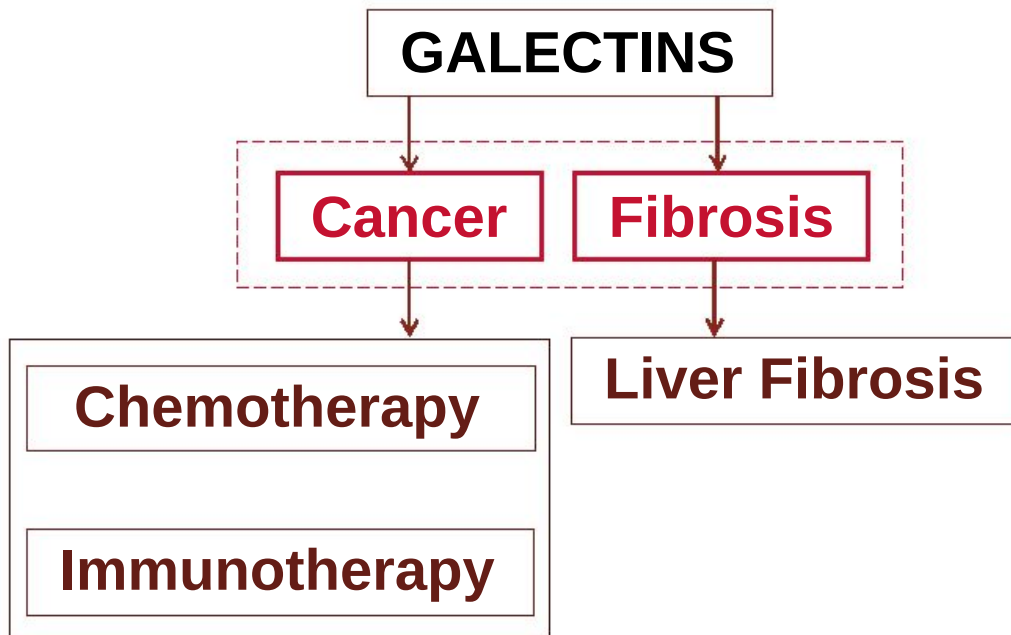 GALECTINS
Cancer
Fibrosis
Chemotherapy
Liver Fibrosis
Immunotherapy